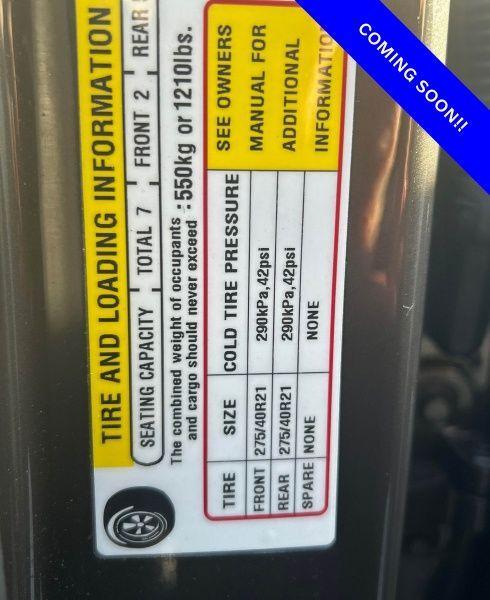 COMING SOON!!
TIRE AND LOADING INFORMATION
SEATING CAPACITY TOTAL 7 FRONT 2 REAR
The combined weight of occupants
and cargo should never exceed : 550kg or 1210lbs.
TIRE SIZE COLD TIRE PRESSURE SEE OWNERS
FRONT 275/40R21 290kPa,42psi MANUAL FOR
REAR 275/40R21 290kPa,42psi ADDITIONAL
SPARE NONE NONE INFORMATION